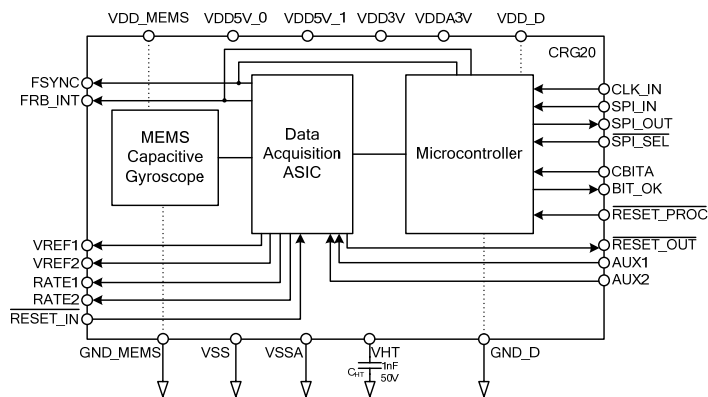 VDD_MEMS VDD5V_0 VDD5V_1 VDD3V VDDA3V VDD_D
CRG20
FSYNC
FRB_INT
MEMS
Capacitive
Gyroscope
Data
Acquisition
ASIC
Microcontroller
CLK_IN
SPI_IN
SPI_OUT
SPI_SEL
CBITA
BIT_OK
RESET_PROC
RESET_OUT
AUX1
AUX2
VREF1
VREF2
RATE1
RATE2
RESET_IN
GND_MEMS VSS VSSA VHT GND_D
CHT 1nF
50V